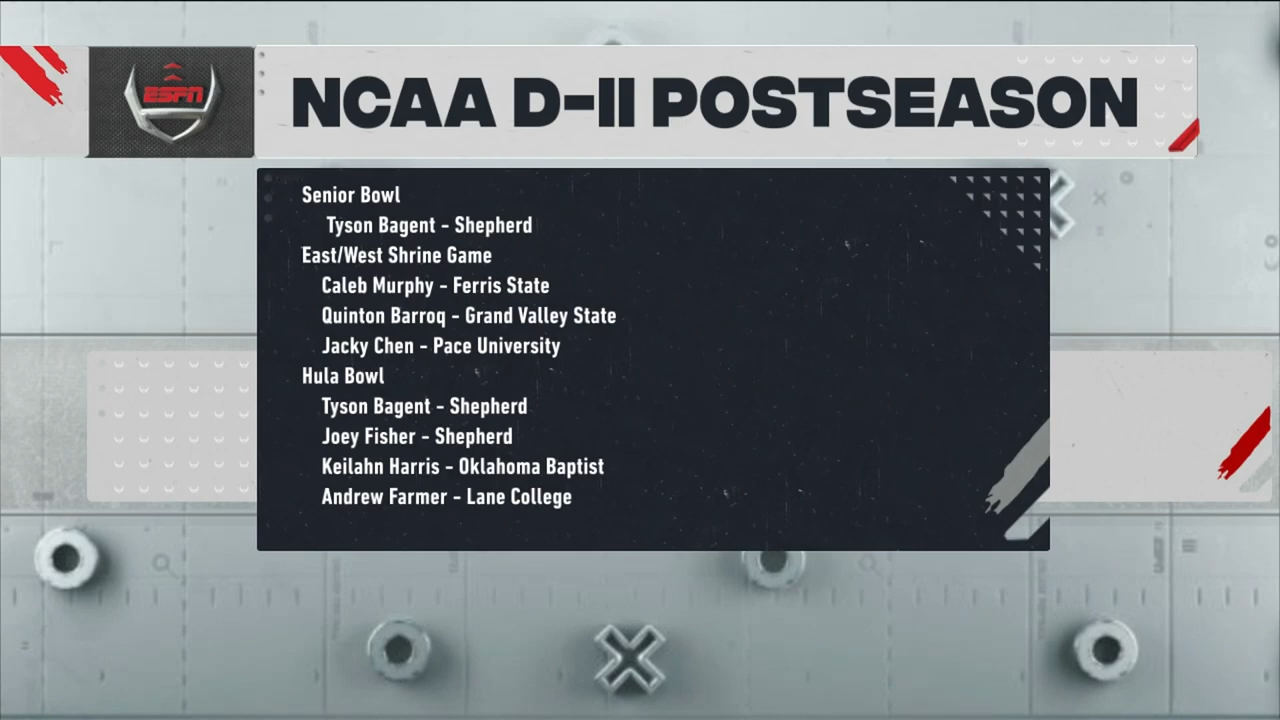 ESPN
NCAA D-II POSTSEASON
Senior Bowl
Tyson Bagent - Shepherd
East/West Shrine Game
Caleb Murphy - Ferris State
Quinton Barroq - Grand Valley State
Jacky Chen - Pace University
Hula Bowl
Tyson Bagent - Shepherd
Joey Fisher - Shepherd
Keilahn Harris - Oklahoma Baptist
Andrew Farmer - Lane College